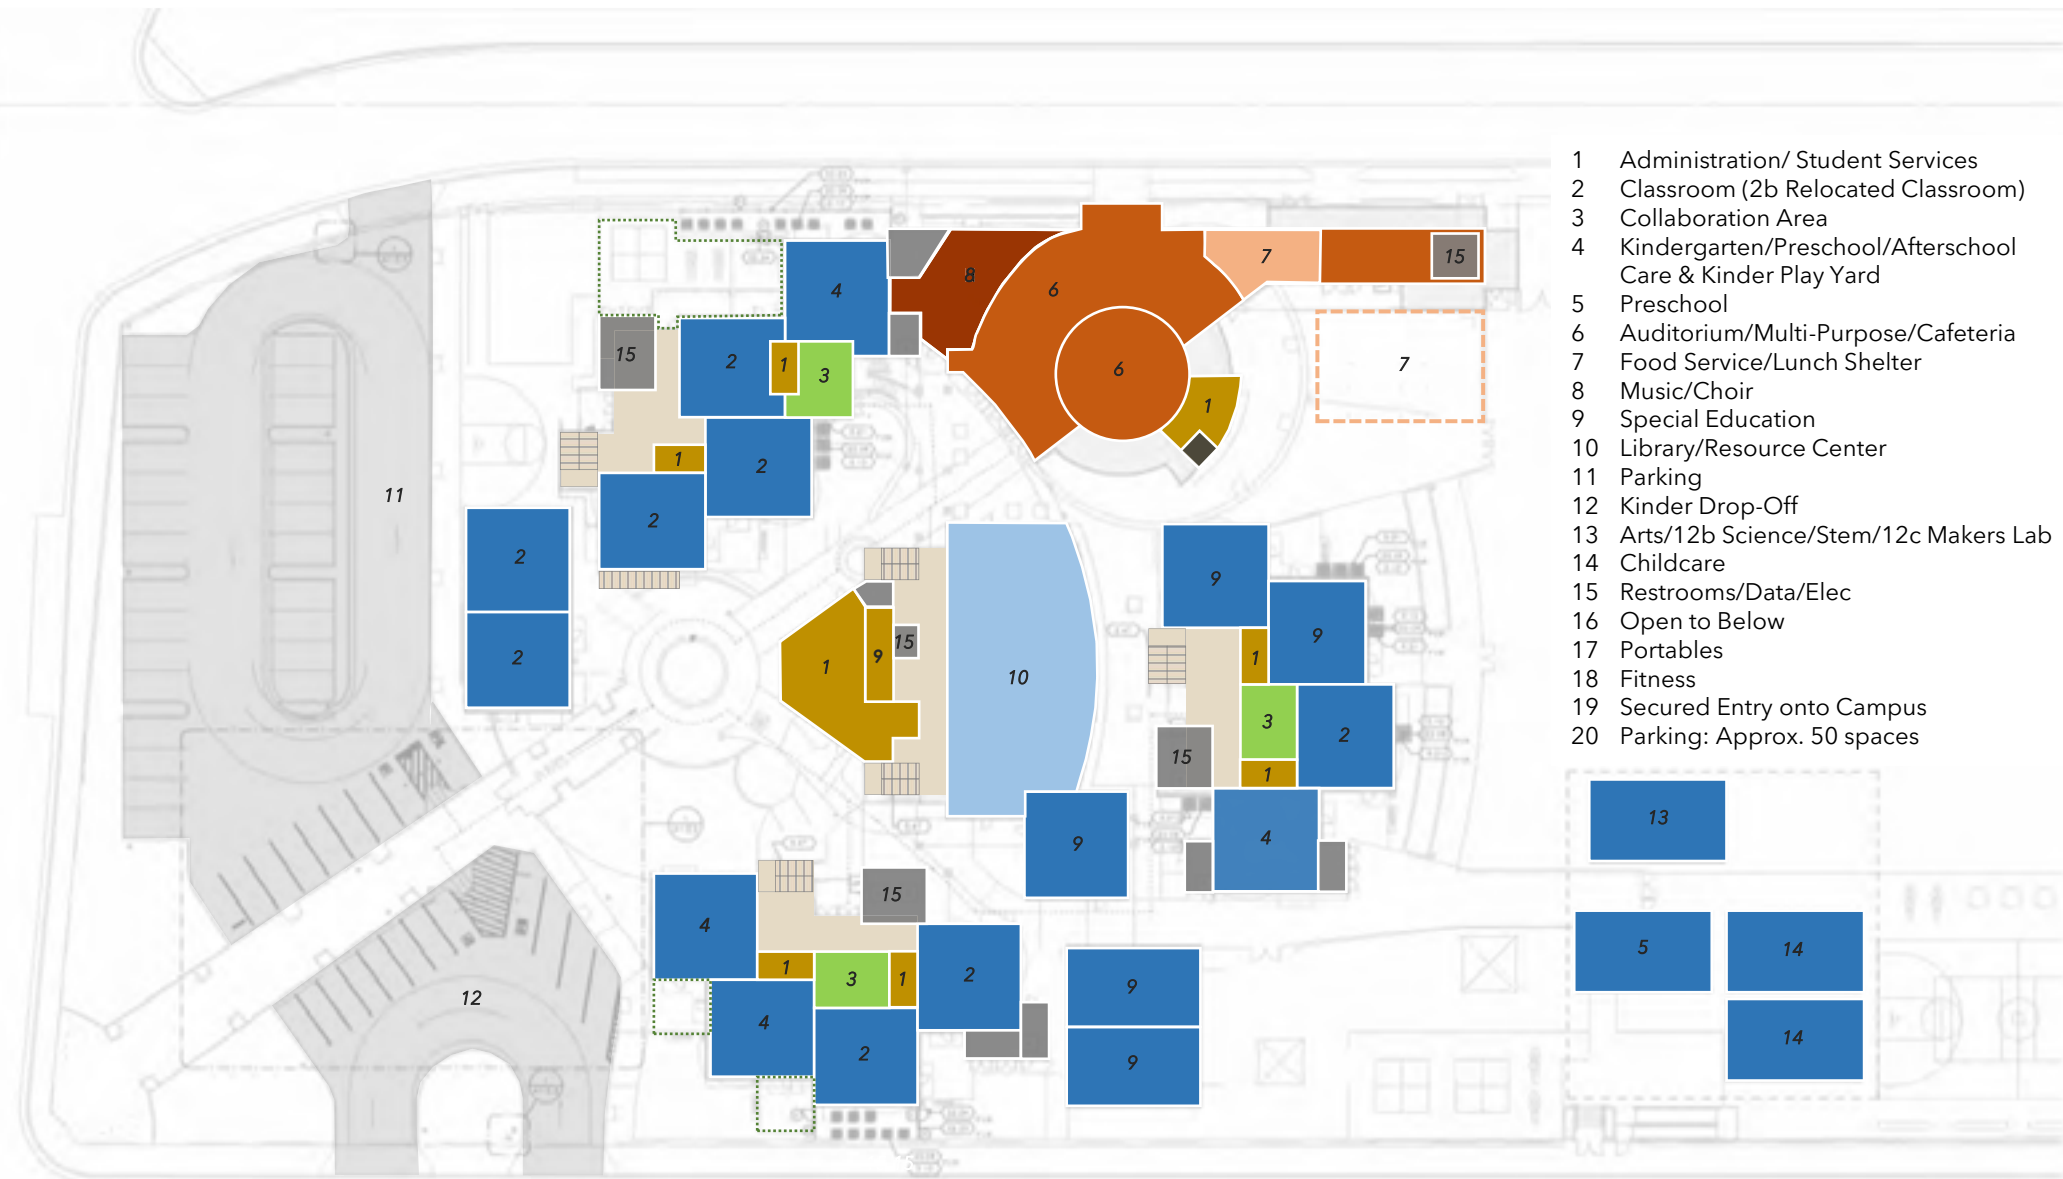 1 Administration/ Student Services
2 Classroom (2b Relocated Classroom)
3 Collaboration Area
4 Kindergarten/Preschool/Afterschool
Care & Kinder Play Yard
5 Preschool
6 Auditorium/Multi-Purpose/Cafeteria
7 Food Service/Lunch Shelter
8 Music/Choir
9 Special Education
10 Library/Resource Center
11 Parking
12 Kinder Drop-Off
13 Arts/12b Science/Stem/12c Makers Lab
14 Childcare
15 Restrooms/Data/Elec
16 Open to Below
17 Portables
18 Fitness
19 Secured Entry onto Campus
20 Parking: Approx. 50 spaces
4
8
6
7
15
15
2
1
3
6
7
1
1
2
2
11
2
2
1
9
15
10
9
9
1
3
2
15
1
4
9
13
4
15
1
3
1
2
5
14
12
4
2
9
9
14